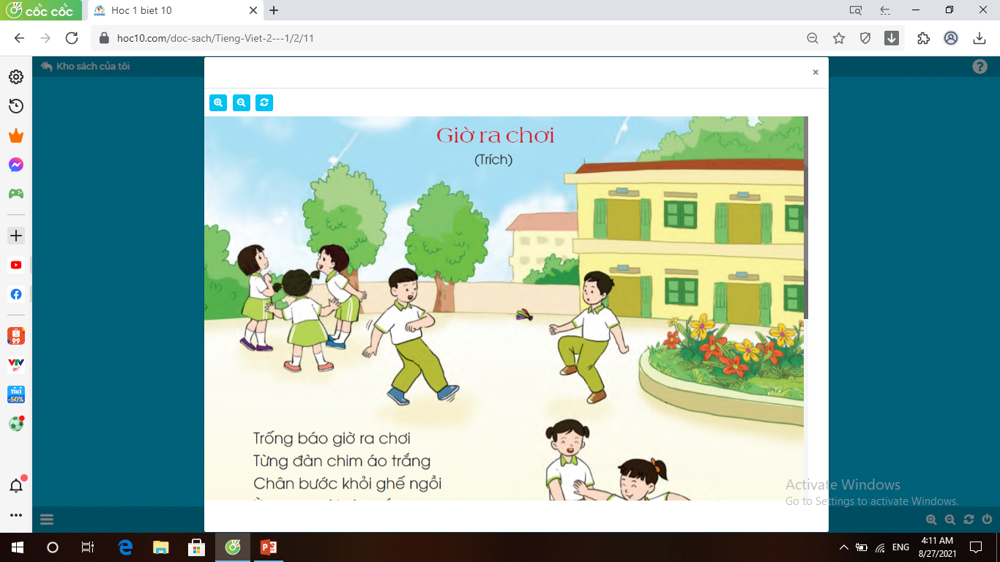 cốc cốc
Hoc 1 biet 10
hoc10.com/doc-sach/Tieng-Viet-2---1/2/11
Kho sách của tôi
Giờ ra chơi
(Trích)
Trống báo giờ ra chơi
Từng đàn chim áo trắng
Chân bước khỏi ghế ngồi
99
VTV
go
TIKI
-50%
Activate Windows
Go to Settings to activate Windows.
ENG
4:11 AM
8/27/2021